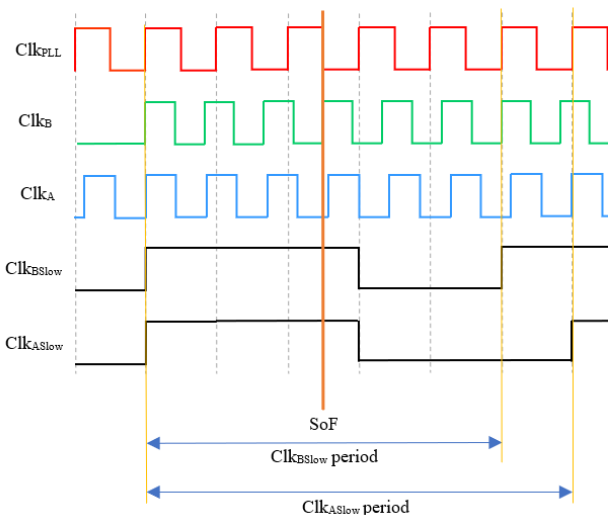 ClkPLL
ClkB
ClkA
ClkBSlow
ClkASlow
SoF
ClkBSlow period
ClkASlow period